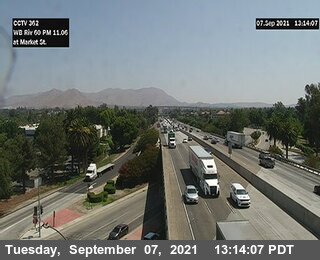 CCTV 362
WB Riv 60 PM 11.06
at Market St.
07.Sep 2021 13:14:07
Tuesday, September 07, 2021 13:14:07 PDT